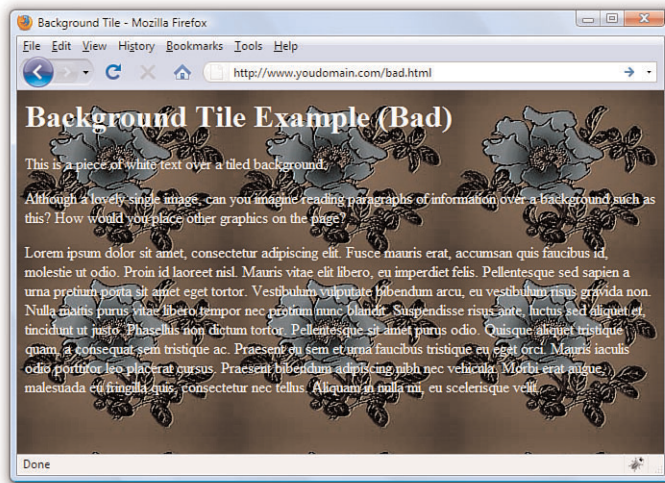 Background Tile - Mozilla Firefox
File Edit View History Bookmarks Tools Help
http://www.youdomain.com/bad.html
Background Tile Example (Bad)
This is a piece of white text over a tiled background.
Although a lovely single image, can you imagine reading paragraphs of information over a background such as
this? How would you place other graphics on the page?
Lorem ipsum dolor sit amet, consectetur adipiscing elit. Fusce mauris erat, accumsan quis faucibus id,
molestie ut odio. Proin id laoreet nisl. Mauris vitae elit libero, eu imperdiet felis. Pellentesque sed sapien a
urna pretium porta sit amet eget tortor. Vestibulum vulputate bibendum arcu, eu vestibulum risus gravida non.
Nulla mattis purus vitae libero tempor nec pretium nunc blandit. Suspendisse risus ante, luctus sed aliquet et,
tincidunt ut justo. Phasellus non dictum tortor. Pellentesque sit amet purus odio. Quisque aliquet tristique
quam, a consequat sem tristique ac. Praesent eu sem et urna faucibus tristique eu eget orci. Mauris iaculis
odio porttitor leo placerat cursus. Praesent bibendum adipiscing nibh nec vehicula. Morbi erat augue,
malesuada eu fringilla quis, consectetur nec tellus. Aliquam in nulla mi, eu scelerisque velit.
Done